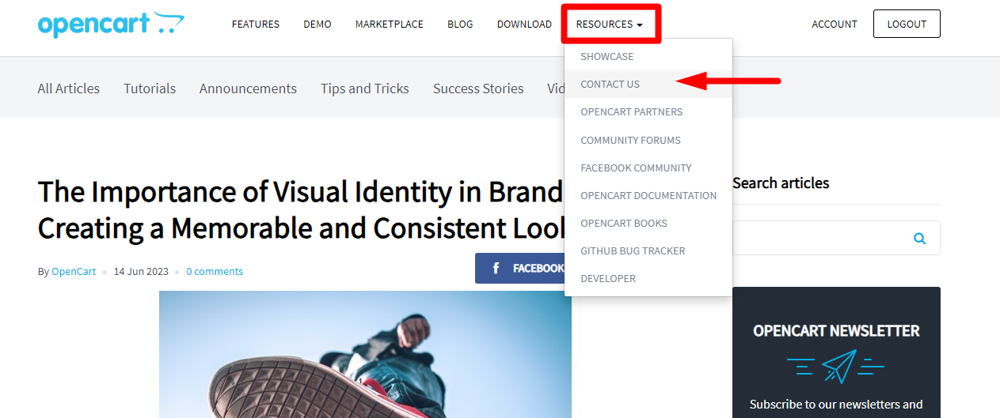 opencart
FEATURES DEMO MARKETPLACE BLOG DOWNLOAD RESOURCES ACCOUNT LOGOUT
SHOWCASE
CONTACT US
OPENCART PARTNERS
COMMUNITY FORUMS
FACEBOOK COMMUNITY
OPENCART DOCUMENTATION
OPENCART BOOKS
GITHUB BUG TRACKER
DEVELOPER
All Articles Tutorials Announcements Tips and Tricks Success Stories
The Importance of Visual Identity in Brand
Creating a Memorable and Consistent Look
By OpenCart 14 Jun 2023 0 comments
FACEBOOK
Search articles
OPENCART NEWSLETTER
Subscribe to our newsletters and